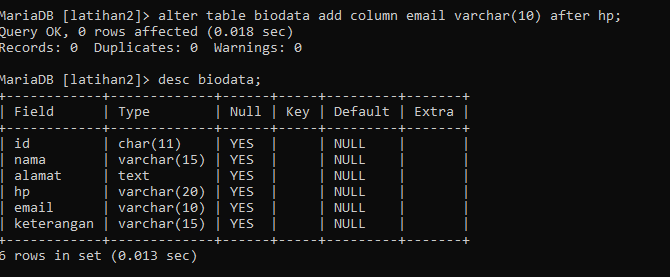 MariaDB [latihan2]> alter table biodata add column email varchar(10) after hp;
Query OK, 0 rows affected (0.018 sec)
Records: 0  Duplicates: 0  Warnings: 0

MariaDB [latihan2]> desc biodata;
+------------+-------------+------+-----+---------+-------+
| Field      | Type        | Null | Key | Default | Extra |
+------------+-------------+------+-----+---------+-------+
| id         | char(11)    | YES  |     | NULL    |       |
| nama       | varchar(15) | YES  |     | NULL    |       |
| alamat     | text        | YES  |     | NULL    |       |
| hp         | varchar(20) | YES  |     | NULL    |       |
| email      | varchar(10) | YES  |     | NULL    |       |
| keterangan | varchar(15) | YES  |     | NULL    |       |
+------------+-------------+------+-----+---------+-------+
6 rows in set (0.013 sec)